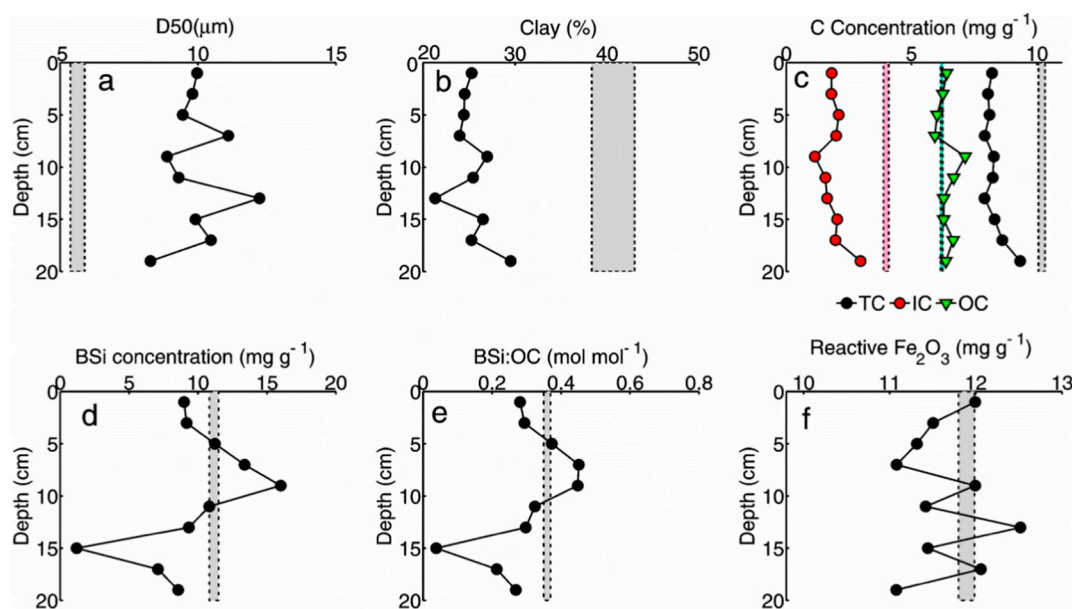 D50(μm)
5 10 15
a
0
5
10
15
20
Depth (cm)
Clay (%)
20 30 40 50
b
0
5
10
15
20
Depth (cm)
C Concentration (mg g⁻¹)
0 5 10
c
0
5
10
15
20
Depth (cm)
TC IC OC
BSi concentration (mg g⁻¹)
0 5 10 15 20
d
0
5
10
15
20
Depth (cm)
BSi:OC (mol mol⁻¹)
0 0.2 0.4 0.6 0.8
e
0
5
10
15
20
Depth (cm)
Reactive Fe₂O₃ (mg g⁻¹)
10 11 12 13
f
0
5
10
15
20
Depth (cm)